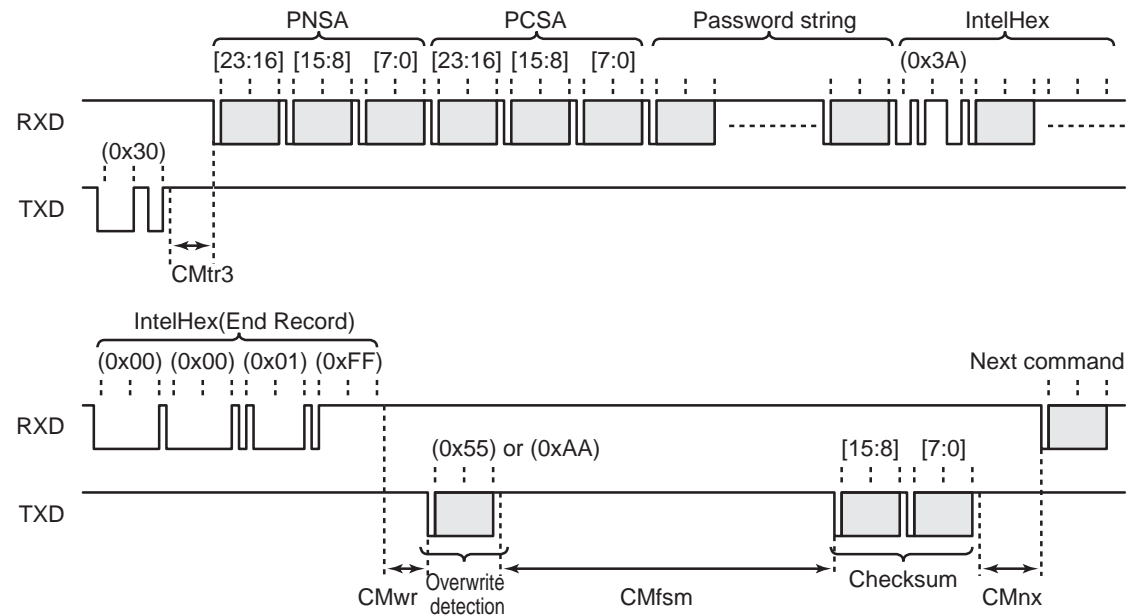 PNSA PCSA Password string IntelHex
[23:16] [15:8] [7:0] [23:16] [15:8] [7:0] (0x3A)
RXD
(0x30)
TXD
CMtr3
IntelHex(End Record)
(0x00) (0x00) (0x01) (0xFF) Next command
RXD
(0x55) or (0xAA) [15:8] [7:0]
TXD
CMwr Overwrite detection CMfsm Checksum CMnx